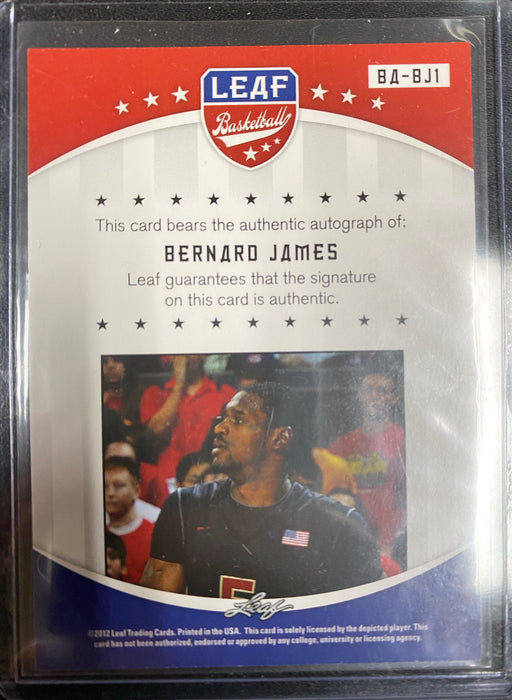 BA-BJ1
LEAF
Basketball
This card bears the authentic autograph of:
BERNARD JAMES
Leaf guarantees that the signature
on this card is authentic.
Leaf
©2012 Leaf Trading Cards. Printed in the USA. This card is solely licensed by the depicted player. This
card has not been authorized, endorsed or approved by any college, university or licensing agency.